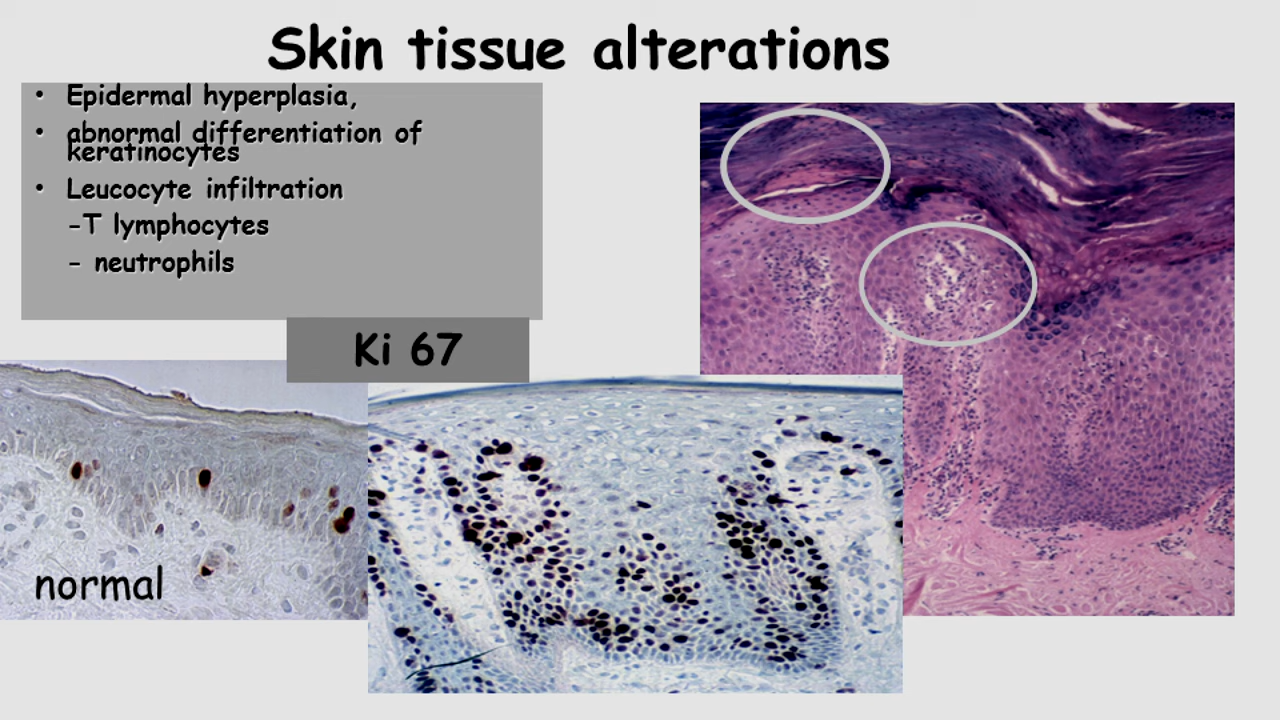 Skin tissue alterations
• Epidermal hyperplasia,
• abnormal differentiation of
keratinocytes
• Leucocyte infiltration
-T lymphocytes
- neutrophils
Ki 67
normal